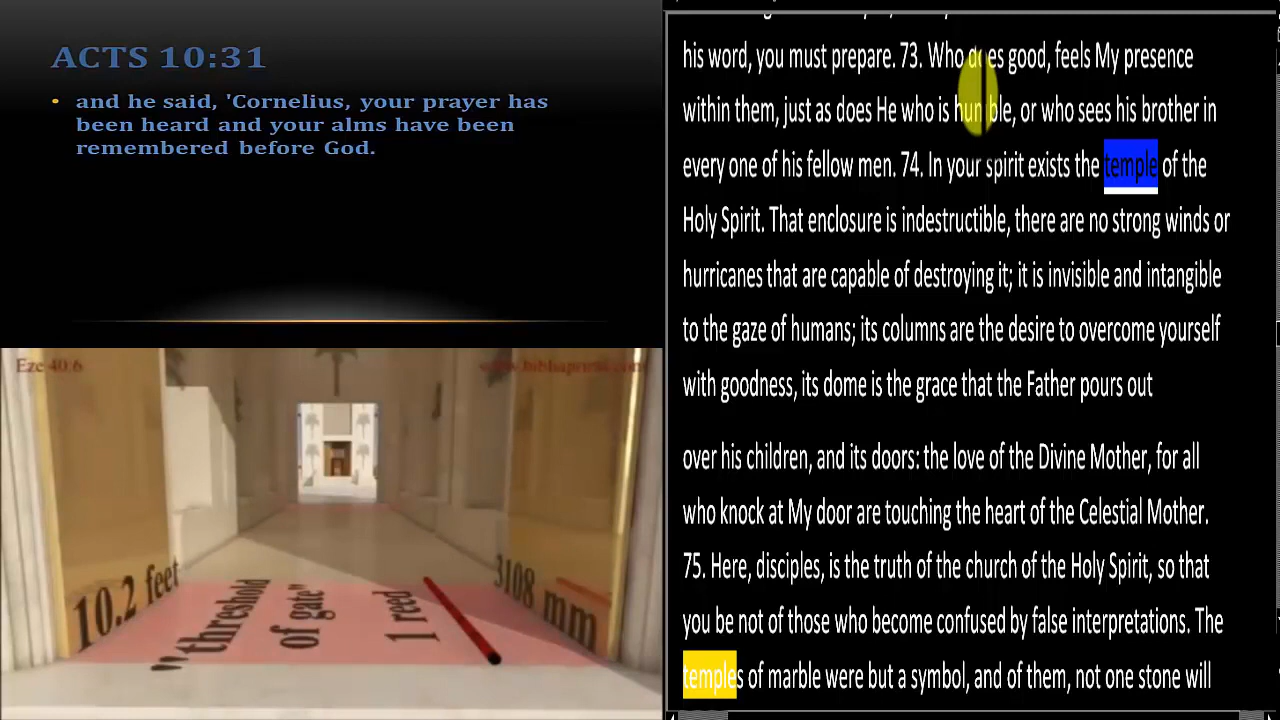 ACTS 10:31
• and he said, 'Cornelius, your prayer has
been heard and your alms have been
remembered before God.
Eze 40:6
10.2 feet
"threshold
of gate"
1 reed
3108 mm
his word, you must prepare. 73. Who does good, feels My presence
within them, just as does He who is humble, or who sees his brother in
every one of his fellow men. 74. In your spirit exists the temple of the
Holy Spirit. That enclosure is indestructible, there are no strong winds or
hurricanes that are capable of destroying it; it is invisible and intangible
to the gaze of humans; its columns are the desire to overcome yourself
with goodness, its dome is the grace that the Father pours out
over his children, and its doors: the love of the Divine Mother, for all
who knock at My door are touching the heart of the Celestial Mother.
75. Here, disciples, is the truth of the church of the Holy Spirit, so that
you be not of those who become confused by false interpretations. The
temples of marble were but a symbol, and of them, not one stone will